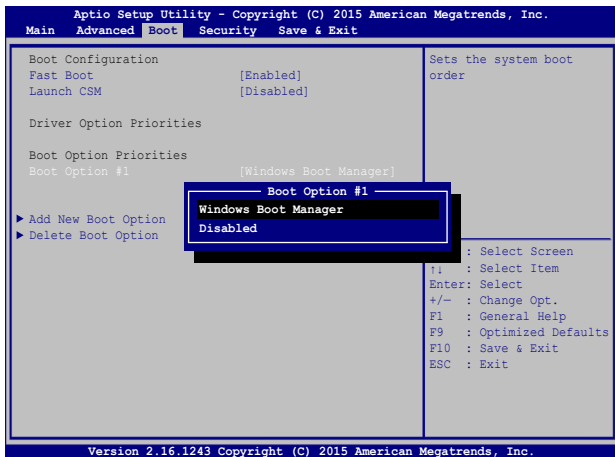 Aptio Setup Utility - Copyright (C) 2015 American Megatrends, Inc.
Main Advanced Boot Security Save & Exit
Boot Configuration
Fast Boot [Enabled]
Launch CSM [Disabled]
Driver Option Priorities
Boot Option Priorities
Boot Option #1 [Windows Boot Manager]
Boot Option #1
Windows Boot Manager
Disabled
▶ Add New Boot Option
▶ Delete Boot Option
Sets the system boot
order
: Select Screen
↑↓ : Select Item
Enter: Select
+/— : Change Opt.
F1 : General Help
F9 : Optimized Defaults
F10 : Save & Exit
ESC : Exit
Version 2.16.1243 Copyright (C) 2015 American Megatrends, Inc.